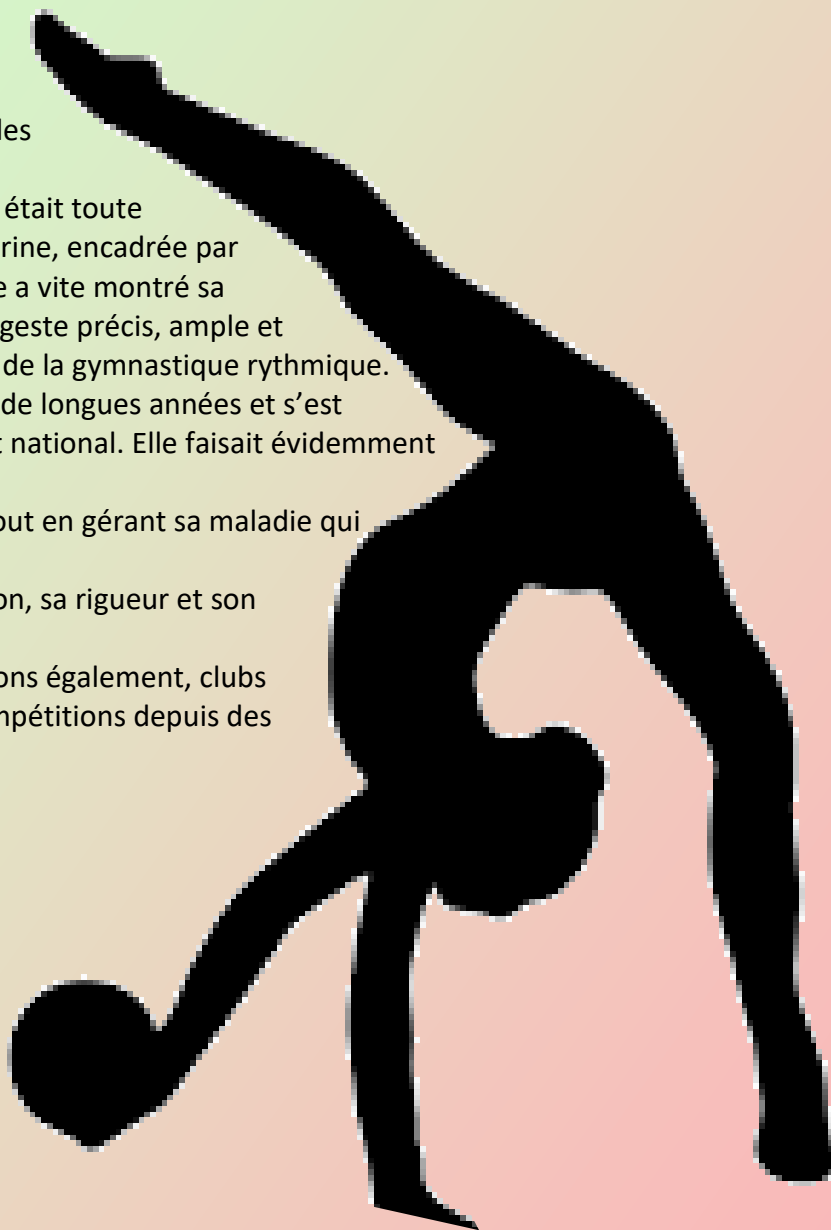 les
était toute
rine, encadrée par
e a vite montré sa
geste précis, ample et
de la gymnastique rythmique.
de longues années et s’est
t national. Elle faisait évidemment
out en gérant sa maladie qui
on, sa rigueur et son
ons également, clubs
mpétitions depuis des